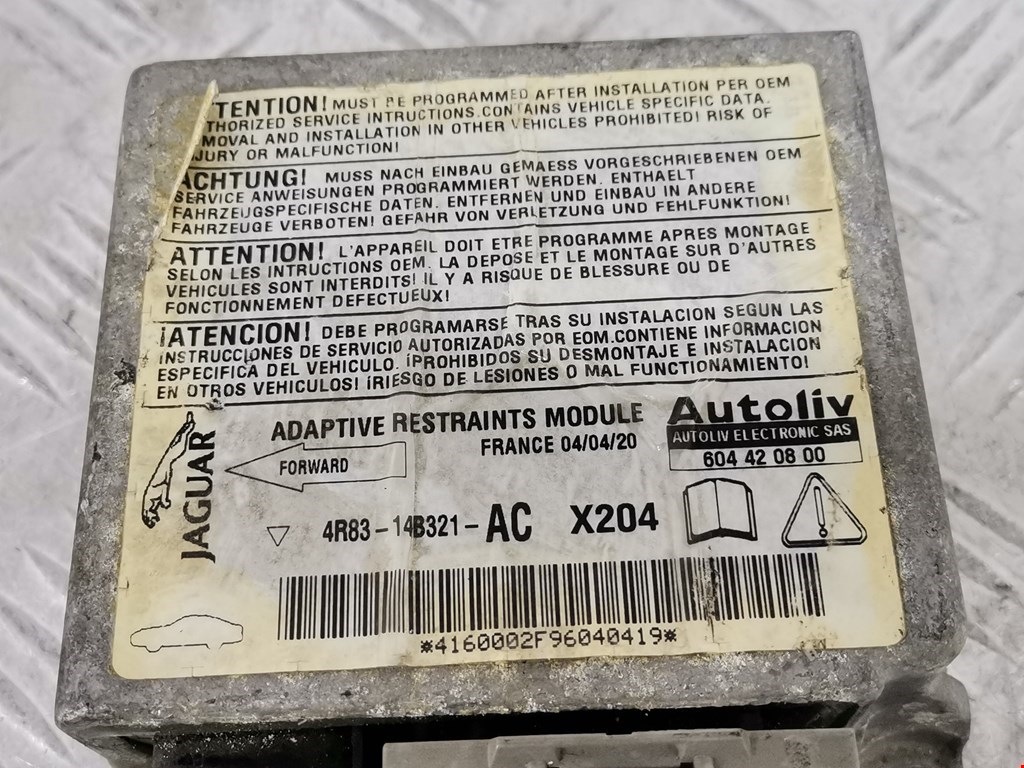 TTENTION! MUST BE PROGRAMMED AFTER INSTALLATION PER OEM
THORIZED SERVICE INTRUCTIONS.CONTAINS VEHICLE SPECIFIC DATA.
MOVAL AND INSTALLATION IN OTHER VEHICLES PROHIBITED! RISK OF
JURY OR MALFUNCTION!
ACHTUNG! MUSS NACH EINBAU GEMAESS VORGESCHRIEBENEN OEM
SERVICE ANWEISUNGEN PROGRAMMIERT WERDEN. ENTHAELT
FAHRZEUGSPEZIFISCHE DATEN. ENTFERNEN UND EINBAU IN ANDERE
FAHRZEUGE VERBOTEN! GEFAHR VON VERLETZUNG UND FEHLFUNKTION!
ATTENTION! L'APPAREIL DOIT ETRE PROGRAMME APRES MONTAGE
SELON LES INTRUCTIONS OEM. LA DEPOSE ET LE MONTAGE SUR D'AUTRES
VEHICULES SONT INTERDITS! IL Y A RISQUE DE BLESSURE OU DE
FONCTIONNEMENT DEFECTUEUX!
¡ATENCION! DEBE PROGRAMARSE TRAS SU INSTALACION SEGUN LAS
INSTRUCCIONES DE SERVICIO AUTORIZADAS POR EOM.CONTIENE INFORMACION
ESPECIFICA DEL VEHICULO. ¡PROHIBIDOS SU DESMONTAJE E INSTALACION
EN OTROS VEHICULOS! ¡RIESGO DE LESIONES O MAL FUNCIONAMIENTO!
ADAPTIVE RESTRAINTS MODULE
FRANCE 04/04/20
Autoliv
AUTOLIV ELECTRONIC SAS
604 42 08 00
JAGUAR
FORWARD
4R83-14B321-AC X204
*4160002F96040419*